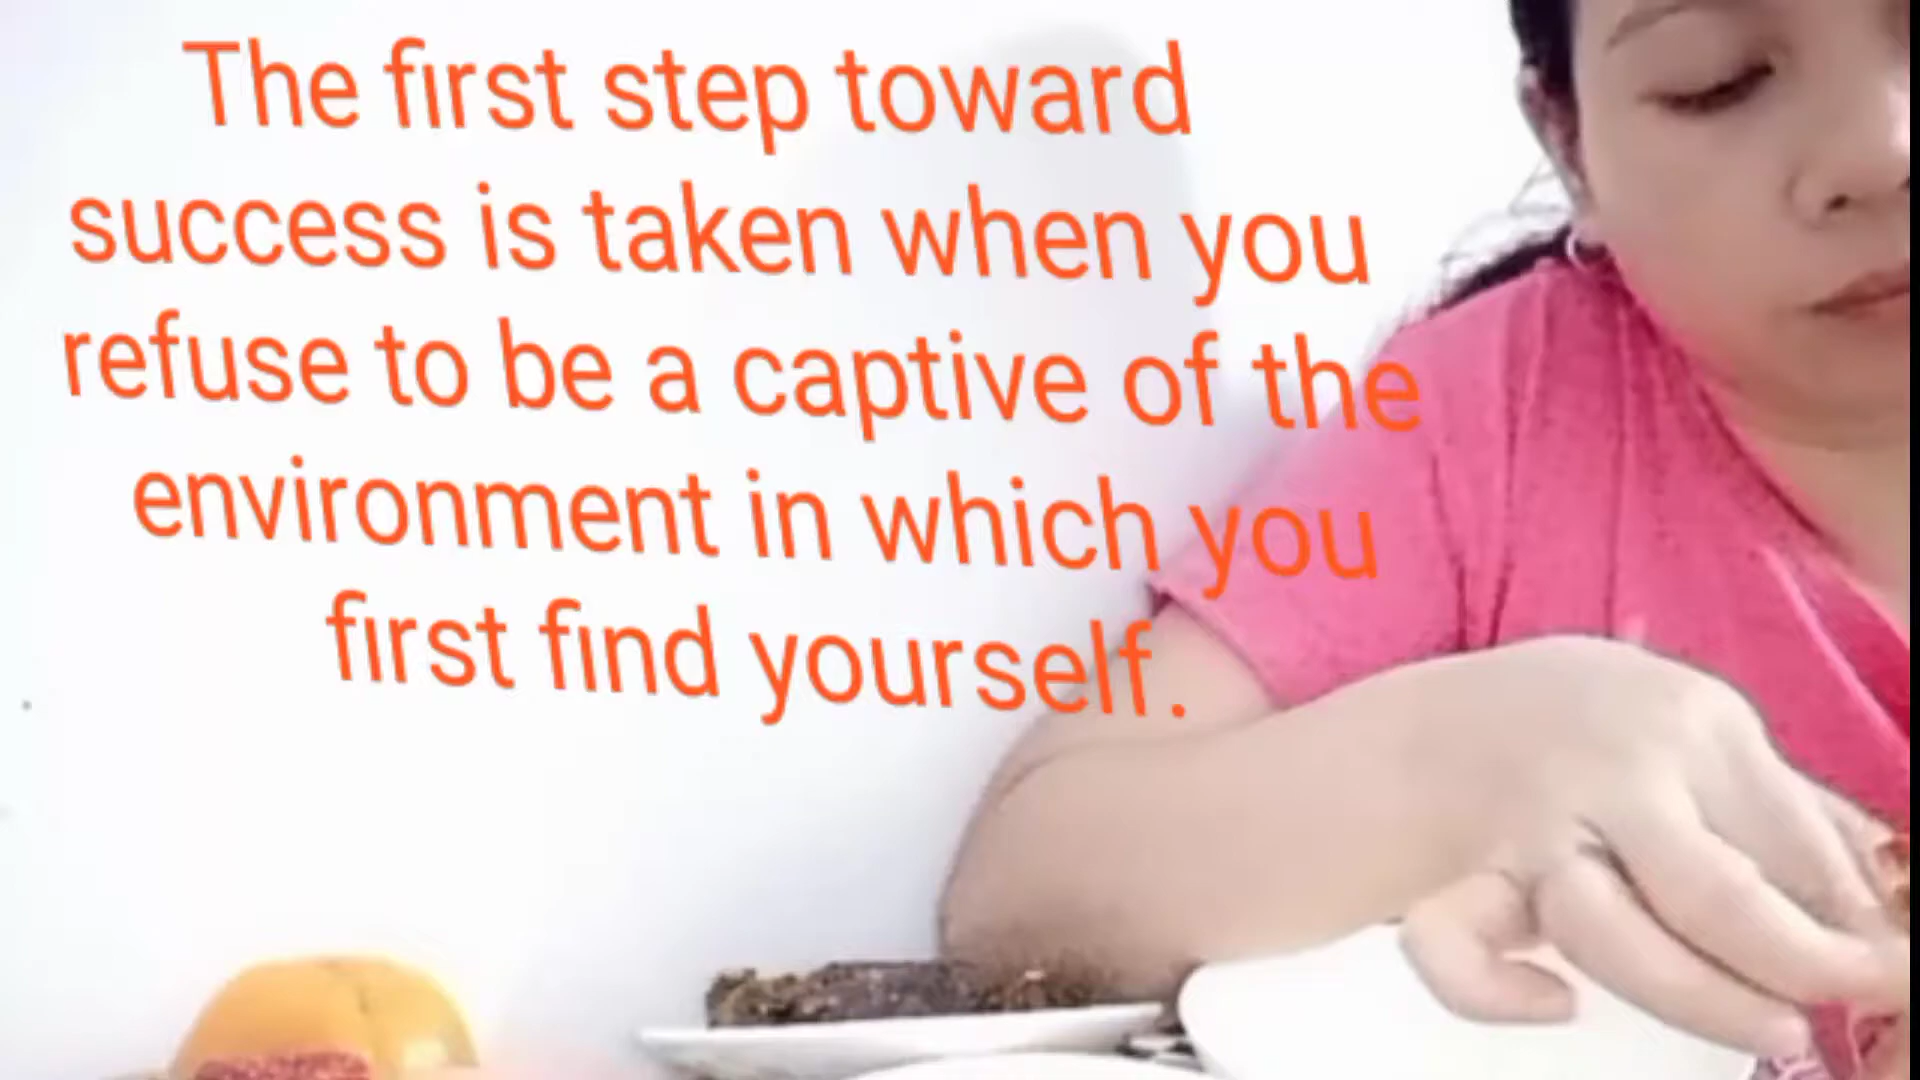 The first step toward
success is taken when you
refuse to be a captive of the
environment in which you
first find yourself.